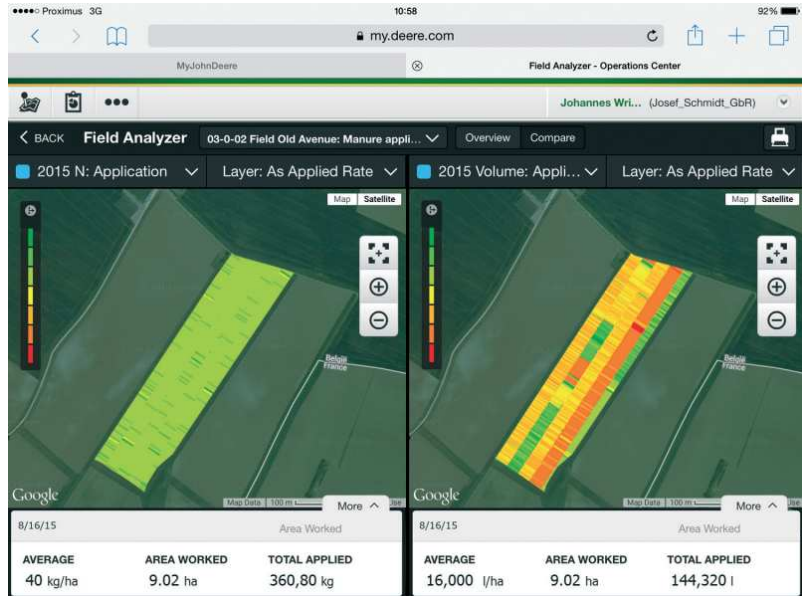 Proximus 3G 10:58 92%
my.deere.com
MyJohnDeere Field Analyzer - Operations Center
Johannes Wri... (Josef_Schmidt_GbR)
BACK Field Analyzer 03-0-02 Field Old Avenue: Manure appli... Overview Compare
2015 N: Application Layer: As Applied Rate 2015 Volume: Appli... Layer: As Applied Rate
Map Satellite Map Satellite
België
France
België
France
Google Map Data 100 m Use Google Map Data 100 m Use
More More
8/16/15 Area Worked 8/16/15 Area Worked
AVERAGE AREA WORKED TOTAL APPLIED AVERAGE AREA WORKED TOTAL APPLIED
40 kg/ha 9.02 ha 360,80 kg 16,000 l/ha 9.02 ha 144,320 l